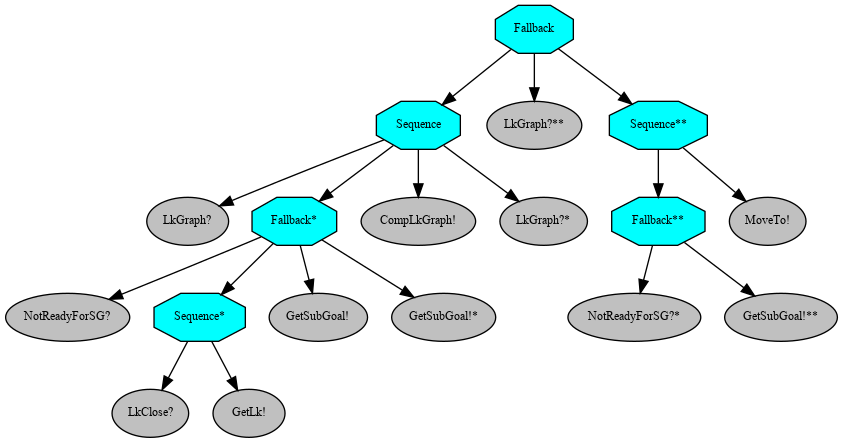 Fallback
Sequence
LkGraph?**
Sequence**
LkGraph?
Fallback*
CompLkGraph!
LkGraph?*
Fallback**
MoveTo!
NotReadyForSG?
Sequence*
GetSubGoal!
GetSubGoal!*
NotReadyForSG?*
GetSubGoal!**
LkClose?
GetLk!